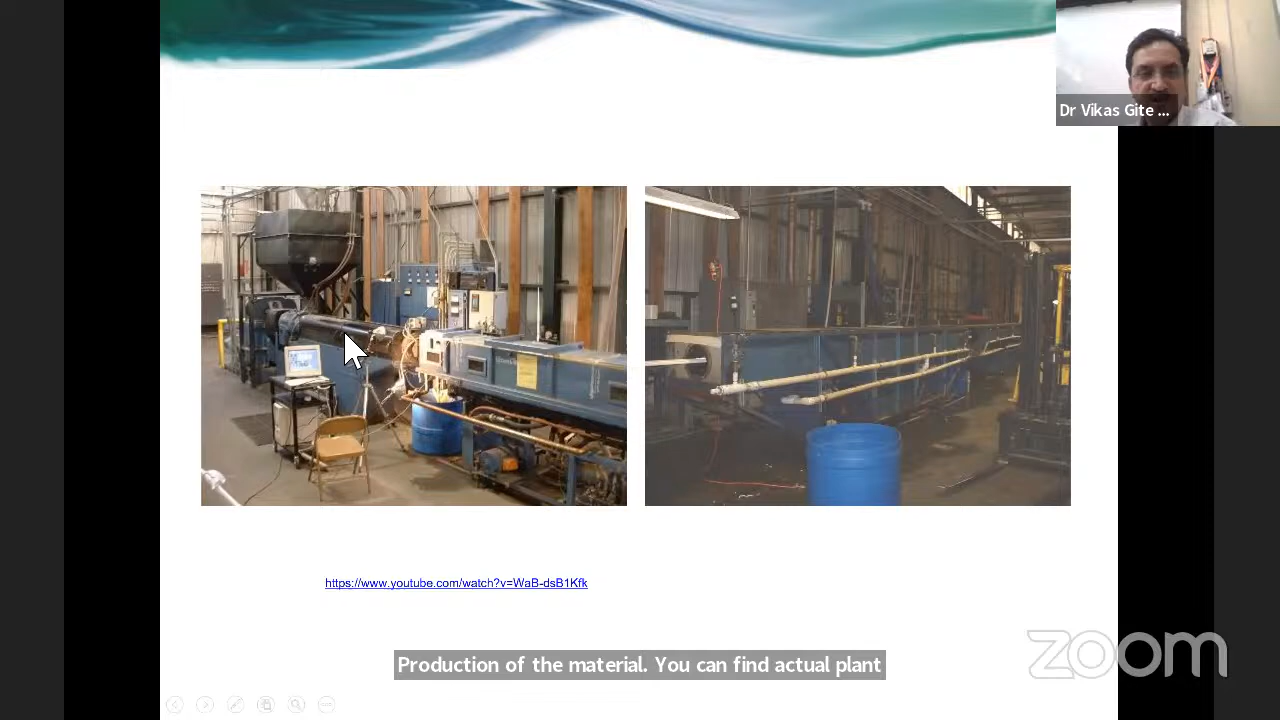 Dr Vikas Gite ...
https://www.youtube.com/watch?v=WaB-dsB1Kfk
Production of the material. You can find actual plant
zoom